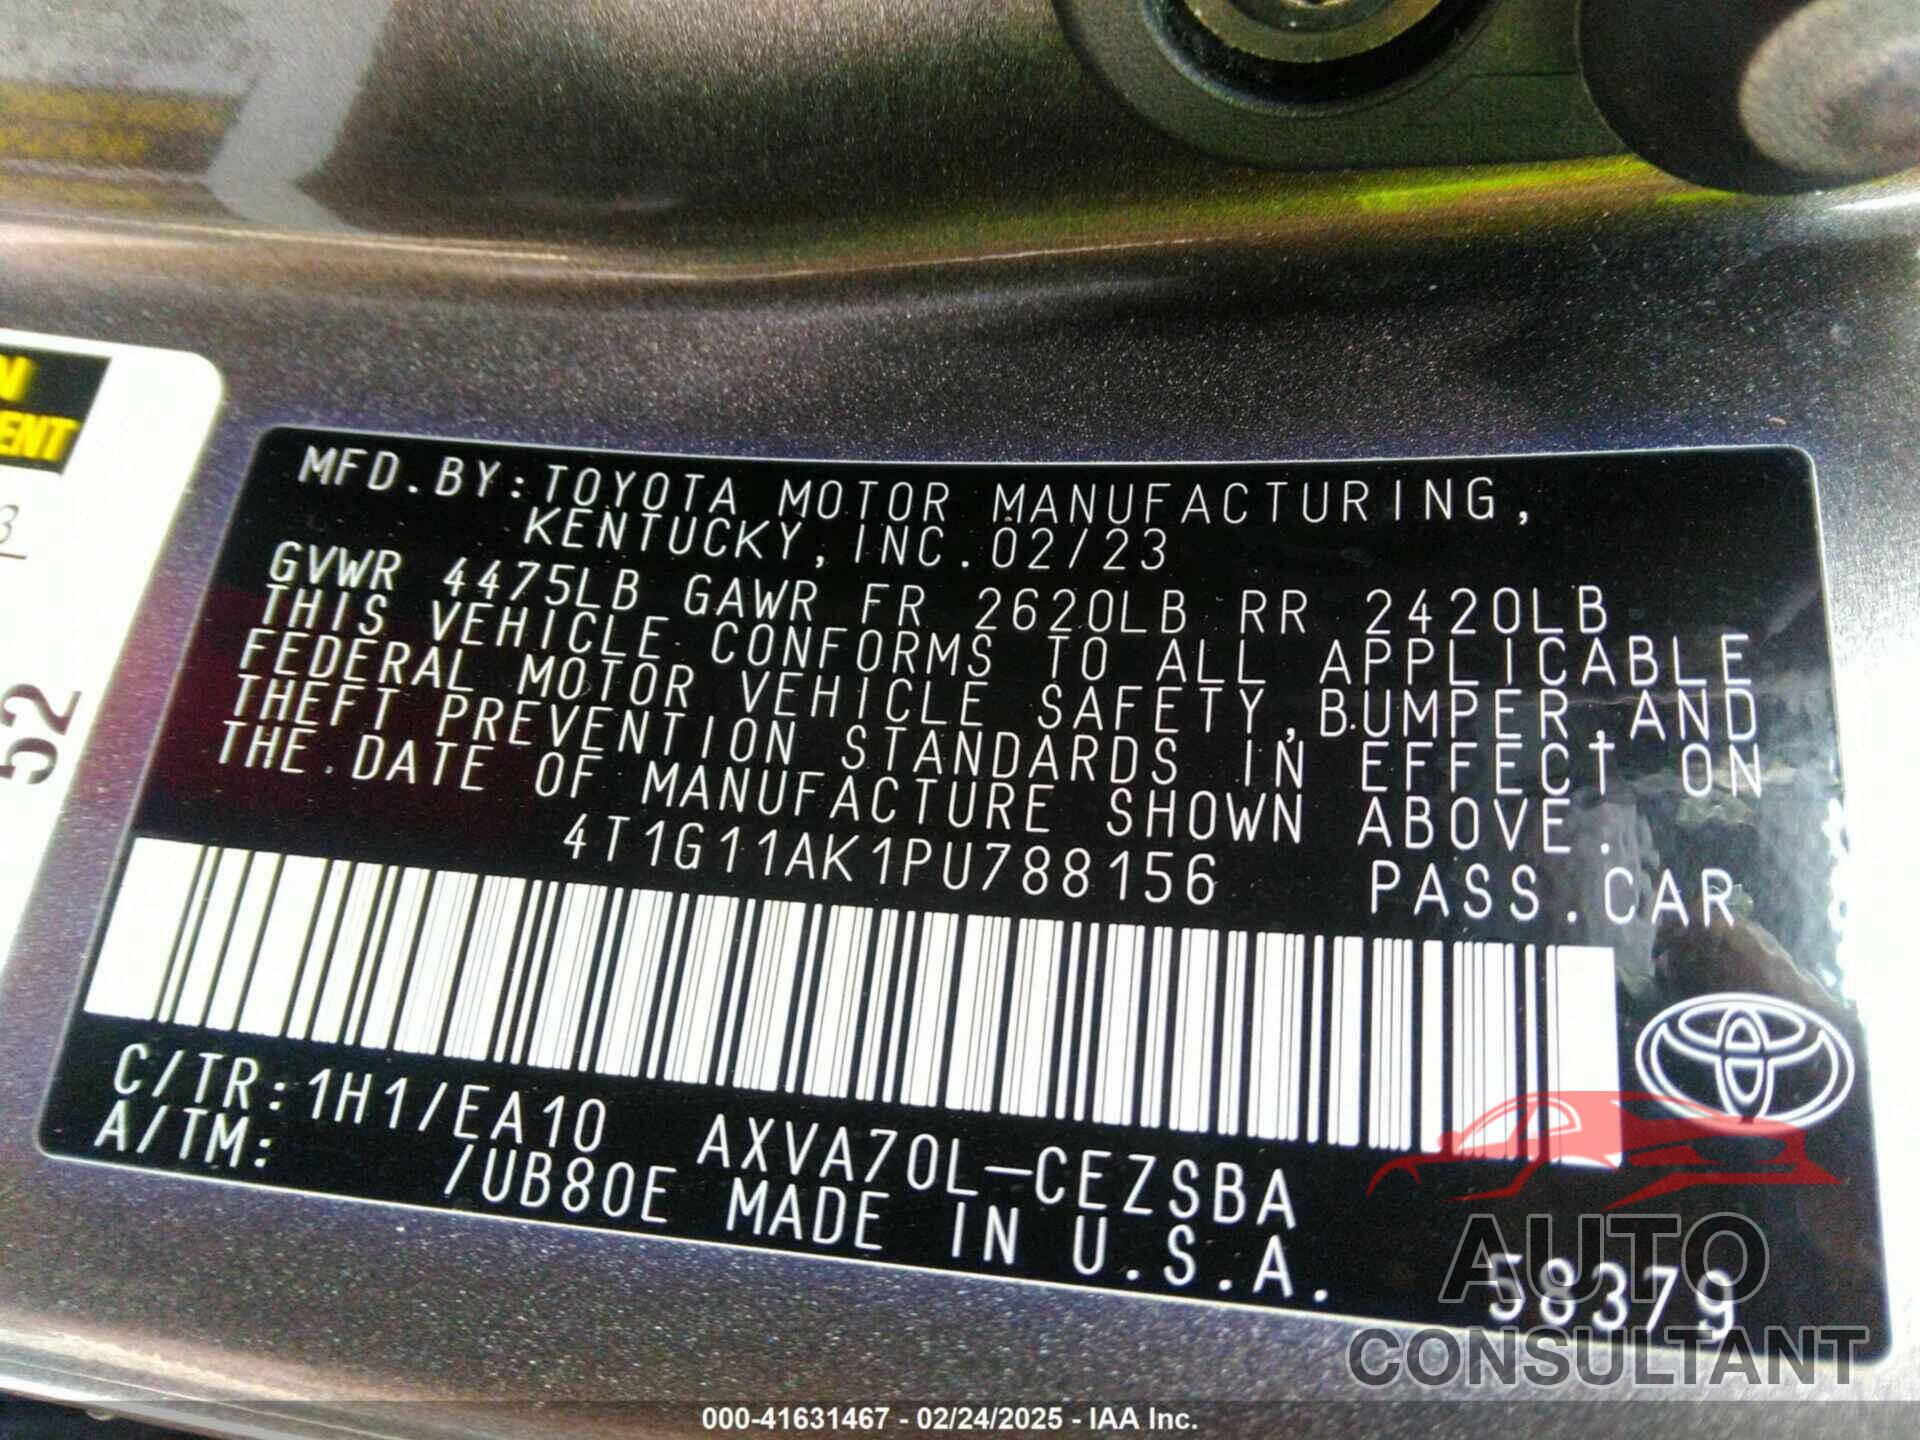 N
ENT
3
52
MFD.BY:TOYOTA MOTOR MANUFACTURING,
KENTUCKY,INC.02/23
GVWR 4475LB GAWR FR 2620LB RR 2420LB
THIS VEHICLE CONFORMS TO ALL APPLICABLE
FEDERAL MOTOR VEHICLE SAFETY,BUMPER,AND
THEFT PREVENTION STANDARDS IN EFFECT ON
THE DATE OF MANUFACTURE SHOWN ABOVE.
4T1G11AK1PU788156 PASS.CAR
C/TR:1H1/EA10 AXVA70L-CEZSBA
A/TM: /UB80E MADE IN U.S.A.
58379
AUTO
CONSULTANT
000-41631467 - 02/24/2025 - IAA Inc.